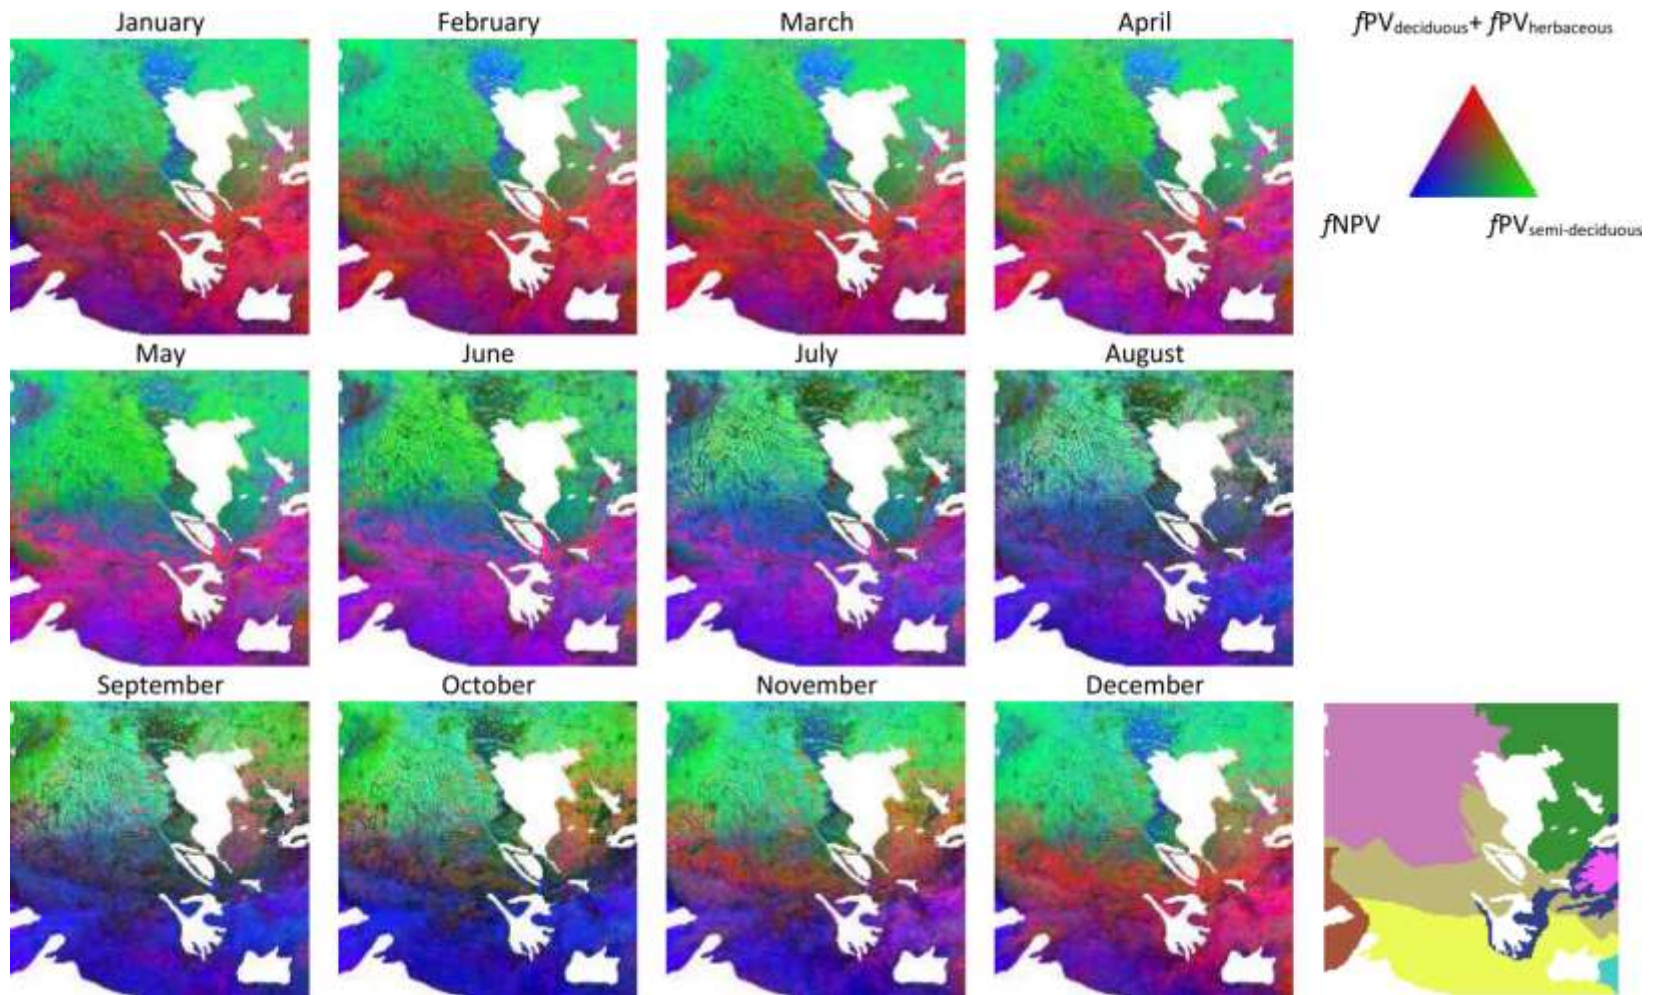 January February March April fPVdeciduous+ fPVherbaceous
fNPV fPVsemi-deciduous
May June July August
September October November December